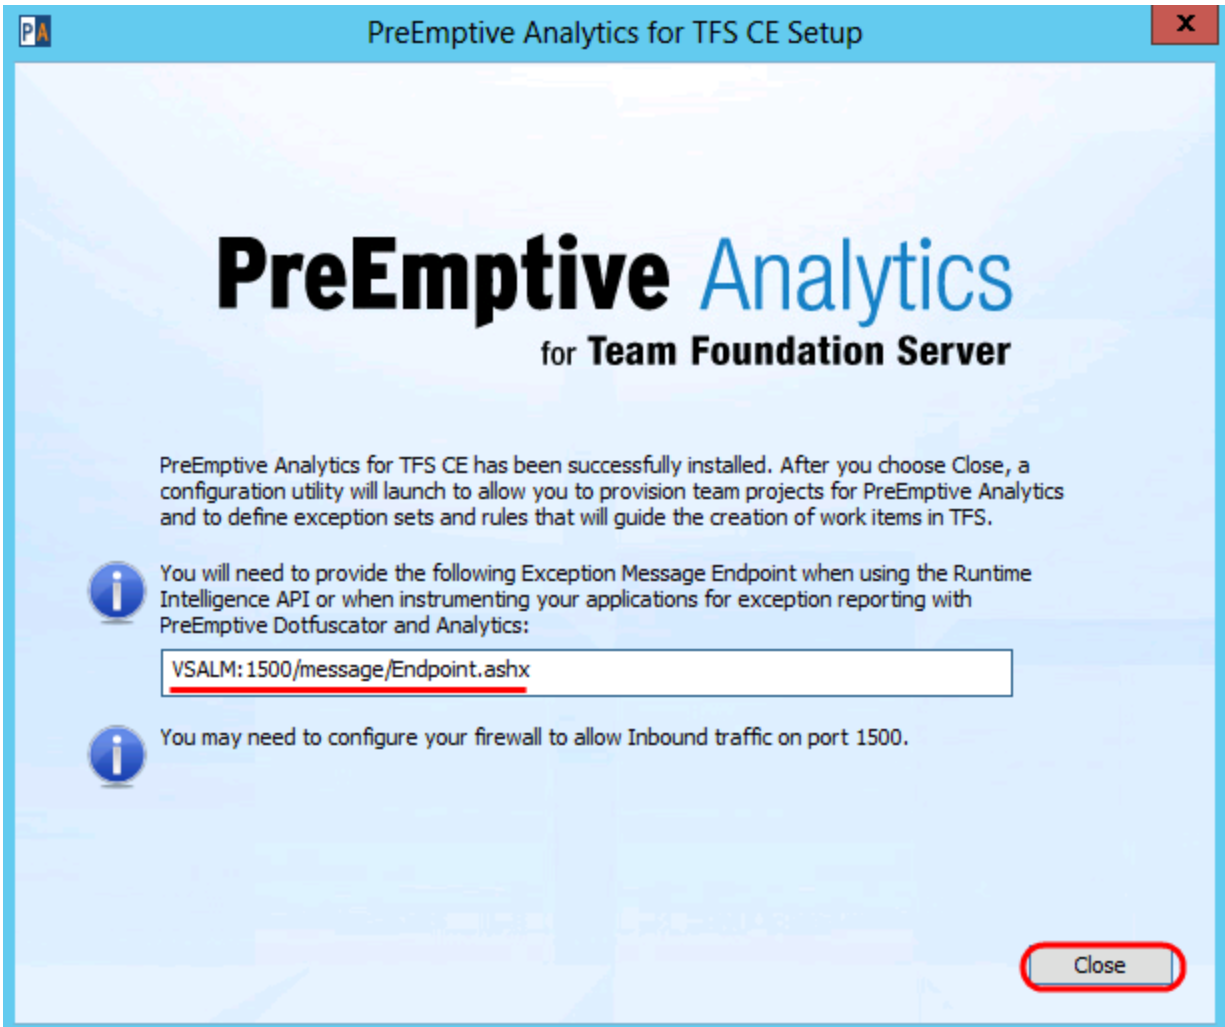 PA
PreEmptive Analytics for TFS CE Setup
x
PreEmptive Analytics
for Team Foundation Server
PreEmptive Analytics for TFS CE has been successfully installed. After you choose Close, a
configuration utility will launch to allow you to provision team projects for PreEmptive Analytics
and to define exception sets and rules that will guide the creation of work items in TFS.
You will need to provide the following Exception Message Endpoint when using the Runtime
Intelligence API or when instrumenting your applications for exception reporting with
PreEmptive Dotfuscator and Analytics:
VSALM:1500/message/Endpoint.ashx
You may need to configure your firewall to allow Inbound traffic on port 1500.
Close